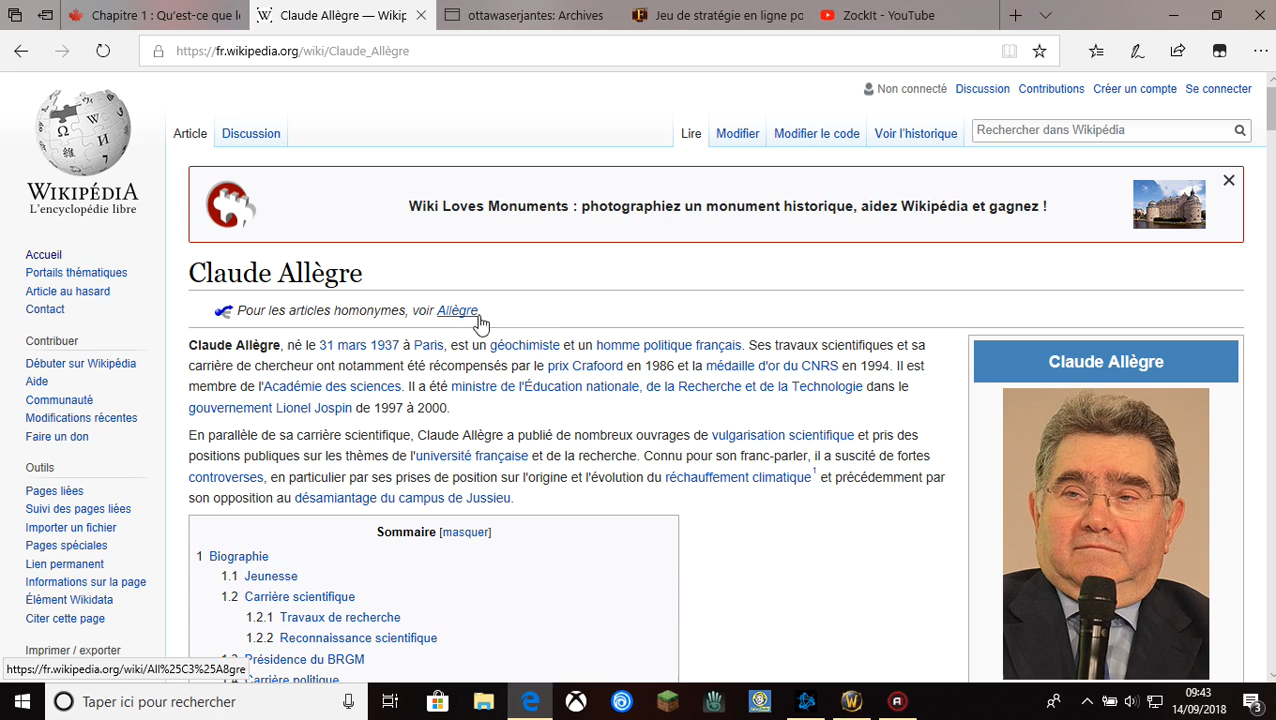 Chapitre 1 : Qu'est-ce que l
Claude Allègre — Wikip
ottawaserjantes: Archives
Jeu de stratégie en ligne po
ZockIt - YouTube
https://fr.wikipedia.org/wiki/Claude_Allègre
Non connecté Discussion Contributions Créer un compte Se connecter
Article Discussion Lire Modifier Modifier le code Voir l'historique Rechercher dans Wikipédia
WIKIPÉDIA
L'encyclopédie libre
Accueil
Portails thématiques
Article au hasard
Contact
Contribuer
Débuter sur Wikipédia
Aide
Communauté
Modifications récentes
Faire un don
Outils
Pages liées
Suivi des pages liées
Importer un fichier
Pages spéciales
Lien permanent
Informations sur la page
Élément Wikidata
Citer cette page
Imprimer / exporter
Wiki Loves Monuments : photographiez un monument historique, aidez Wikipédia et gagnez !
Claude Allègre
Pour les articles homonymes, voir Allègre.
Claude Allègre, né le 31 mars 1937 à Paris, est un géochimiste et un homme politique français. Ses travaux scientifiques et sa
carrière de chercheur ont notamment été récompensés par le prix Crafoord en 1986 et la médaille d'or du CNRS en 1994. Il est
membre de l'Académie des sciences. Il a été ministre de l'Éducation nationale, de la Recherche et de la Technologie dans le
gouvernement Lionel Jospin de 1997 à 2000.
En parallèle de sa carrière scientifique, Claude Allègre a publié de nombreux ouvrages de vulgarisation scientifique et pris des
positions publiques sur les thèmes de l'université française et de la recherche. Connu pour son franc-parler, il a suscité de fortes
controverses, en particulier par ses prises de position sur l'origine et l'évolution du réchauffement climatique1 et précédemment par
son opposition au désamiantage du campus de Jussieu.
Sommaire [masquer]
1 Biographie
1.1 Jeunesse
1.2 Carrière scientifique
1.2.1 Travaux de recherche
1.2.2 Reconnaissance scientifique
Présidence du BRGM
Carrière politique
Claude Allègre
https://fr.wikipedia.org/wiki/All%25C3%25A8gre
Taper ici pour rechercher
09:43
14/09/2018
3